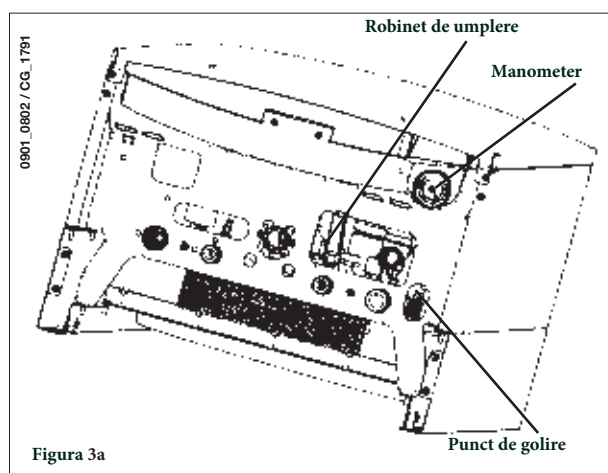 0901_0802 / CG_1791
Robinet de umplere
Manometer
Punct de golire
Figura 3a